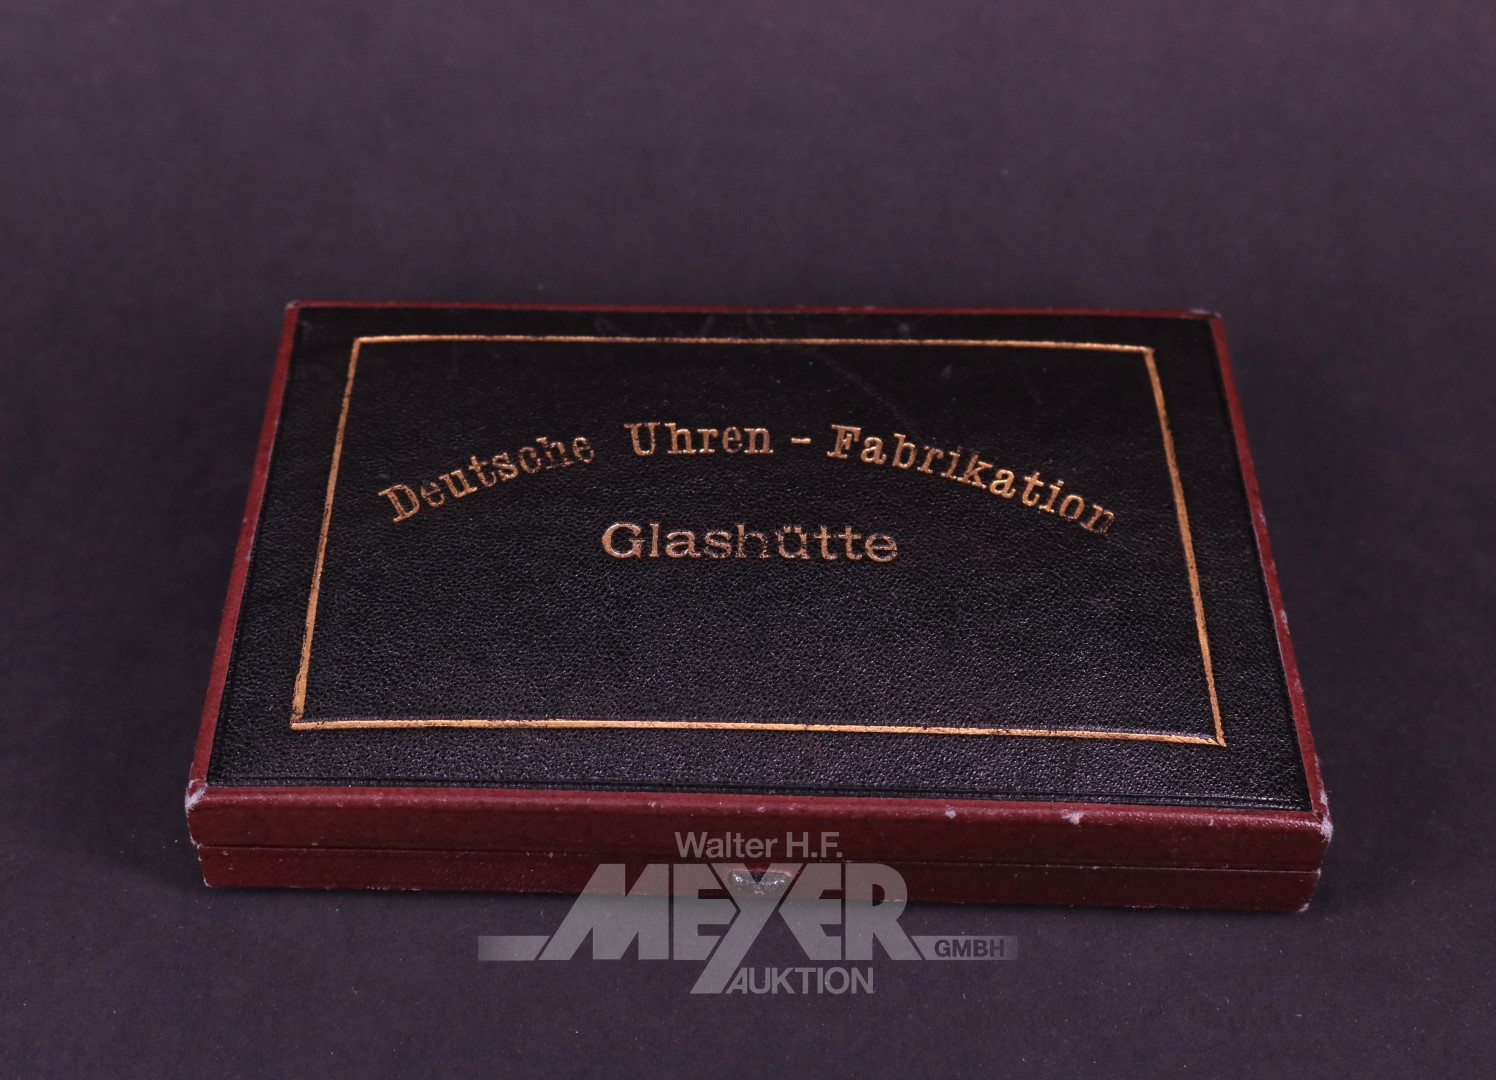 Deutsche Uhren - Fabrikation
Glashütte
Walter H.F.
MEYER
GMBH
AUKTION